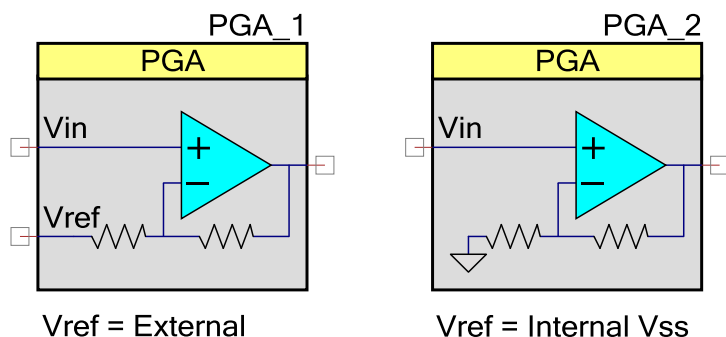 PGA_1
PGA
Vin
+
−
Vref
Vref = External
PGA_2
PGA
Vin
+
−
Vref = Internal Vss